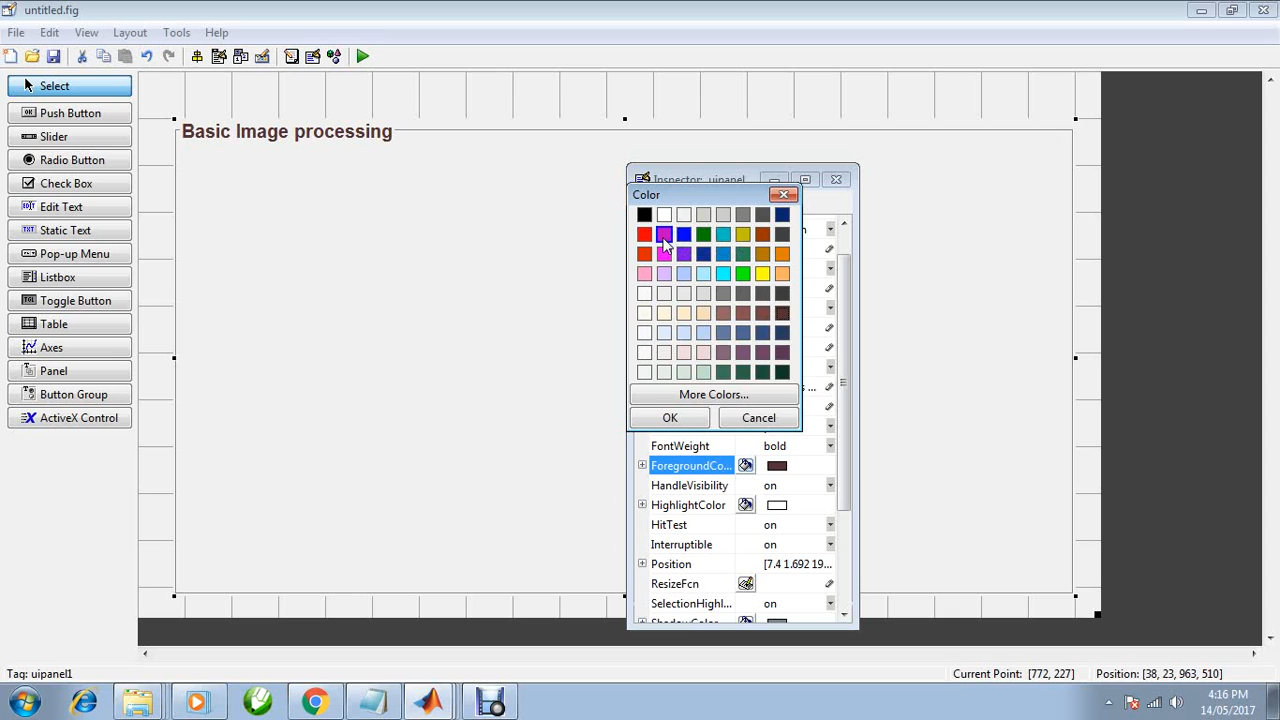 untitled.fig
File Edit View Layout Tools Help
Select
Push Button
Slider
Radio Button
Check Box
Edit Text
Static Text
Pop-up Menu
Listbox
Toggle Button
Table
Axes
Panel
Button Group
ActiveX Control
Basic Image processing
Inspector: uipanel
Color
More Colors...
OK Cancel
FontWeight bold
ForegroundCo...
HandleVisibility on
HighlightColor
HitTest on
Interruptible on
Position [7.4 1.692 19...
ResizeFcn
SelectionHighl... on
ShadowColor
Tag: uipanel1
Current Point: [772, 227] Position: [38, 23, 963, 510]
4:16 PM
14/05/2017